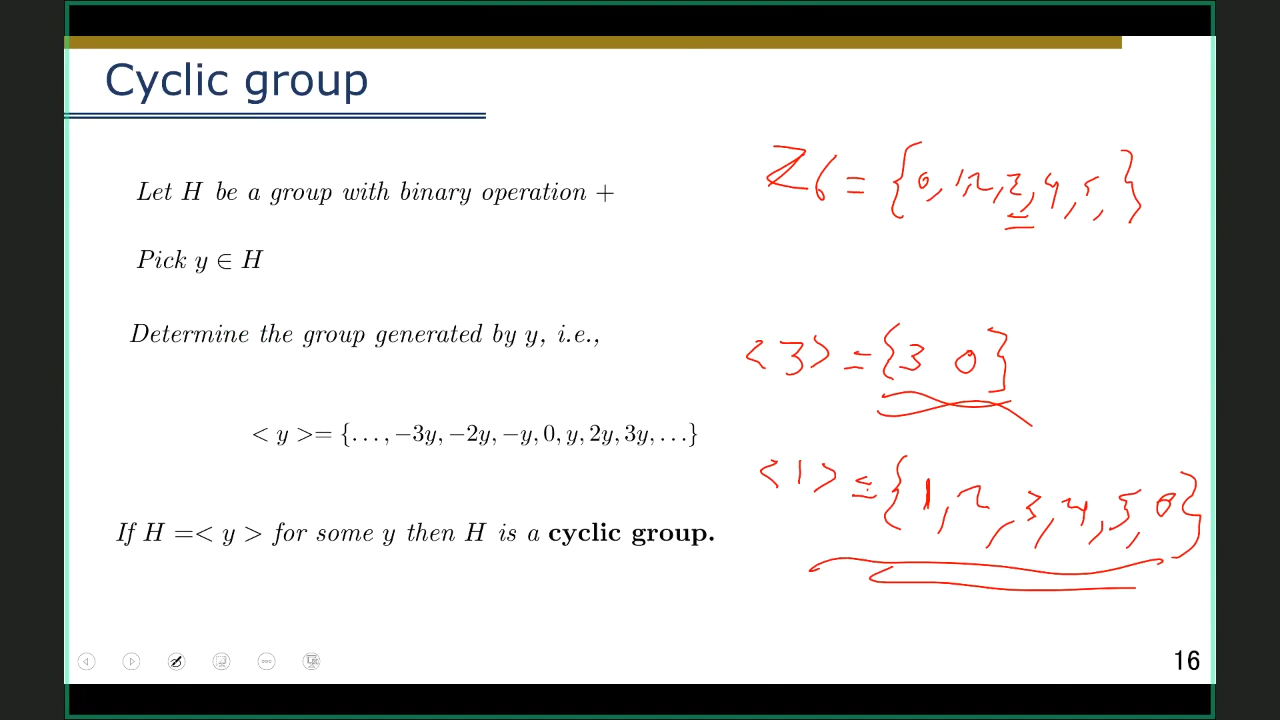 Cyclic group
Let H be a group with binary operation +
Z6 = {0, 1, 2, 3, 4, 5, }
Pick y ∈ H
Determine the group generated by y, i.e.,
<3> = {3 0}
< y >= {. . . , −3y, −2y, −y, 0, y, 2y, 3y, . . .}
<1> = {1, 2, 3, 4, 5, 0}
If H =< y > for some y then H is a cyclic group.
16